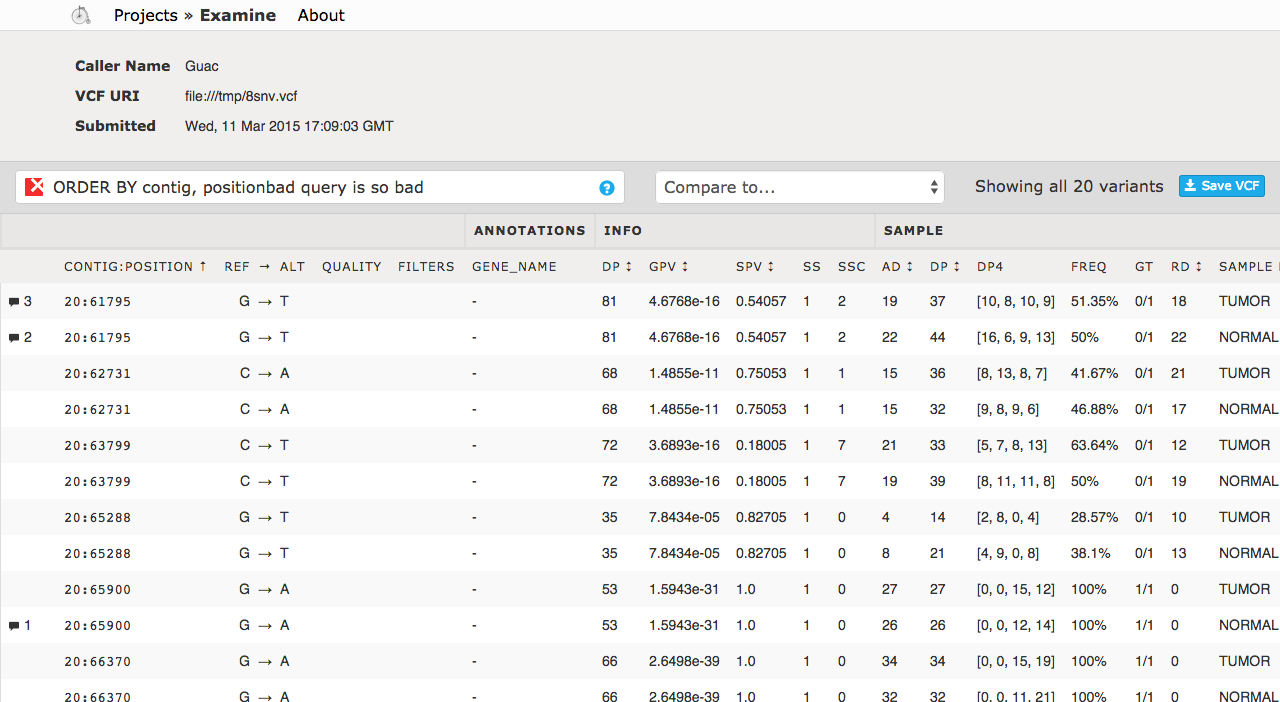 Projects » Examine About
Caller Name Guac
VCF URI file:///tmp/8snv.vcf
Submitted Wed, 11 Mar 2015 17:09:03 GMT
ORDER BY contig, positionbad query is so bad ? Compare to... Showing all 20 variants Save VCF
ANNOTATIONS INFO SAMPLE
CONTIG:POSITION ↑ REF → ALT QUALITY FILTERS GENE_NAME DP GPV SPV SS SSC AD DP DP4 FREQ GT RD SAMPLE
3 20:61795 G → T - 81 4.6768e-16 0.54057 1 2 19 37 [10, 8, 10, 9] 51.35% 0/1 18 TUMOR
2 20:61795 G → T - 81 4.6768e-16 0.54057 1 2 22 44 [16, 6, 9, 13] 50% 0/1 22 NORMAL
20:62731 C → A - 68 1.4855e-11 0.75053 1 1 15 36 [8, 13, 8, 7] 41.67% 0/1 21 TUMOR
20:62731 C → A - 68 1.4855e-11 0.75053 1 1 15 32 [9, 8, 9, 6] 46.88% 0/1 17 NORMAL
20:63799 C → T - 72 3.6893e-16 0.18005 1 7 21 33 [5, 7, 8, 13] 63.64% 0/1 12 TUMOR
20:63799 C → T - 72 3.6893e-16 0.18005 1 7 19 39 [8, 11, 11, 8] 50% 0/1 19 NORMAL
20:65288 G → T - 35 7.8434e-05 0.82705 1 0 4 14 [2, 8, 0, 4] 28.57% 0/1 10 TUMOR
20:65288 G → T - 35 7.8434e-05 0.82705 1 0 8 21 [4, 9, 0, 8] 38.1% 0/1 13 NORMAL
20:65900 G → A - 53 1.5943e-31 1.0 1 0 27 27 [0, 0, 15, 12] 100% 1/1 0 TUMOR
1 20:65900 G → A - 53 1.5943e-31 1.0 1 0 26 26 [0, 0, 12, 14] 100% 1/1 0 NORMAL
20:66370 G → A - 66 2.6498e-39 1.0 1 0 34 34 [0, 0, 15, 19] 100% 1/1 0 TUMOR
20:66370 G → A - 66 2.6498e-39 1.0 1 0 32 32 [0, 0, 11, 21] 100% 1/1 0 NORMAL